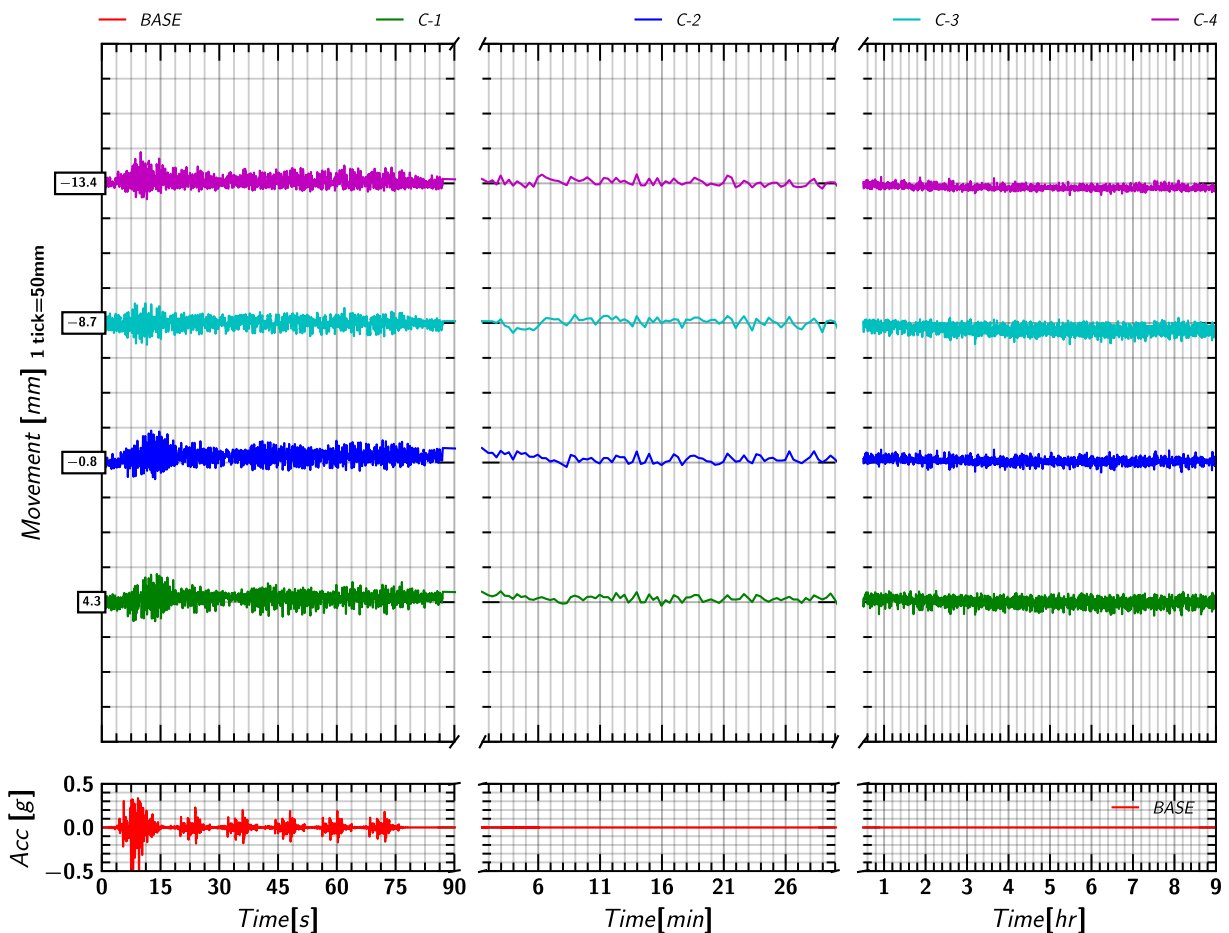 BASE C-1 C-2 C-3 C-4
Movement [mm] 1 tick=50mm
−13.4
−8.7
−0.8
4.3
Acc [g]
0.5
0.0
−0.5
BASE
0 15 30 45 60 75 90
6 11 16 21 26
1 2 3 4 5 6 7 8 9
Time[s] Time[min] Time[hr]